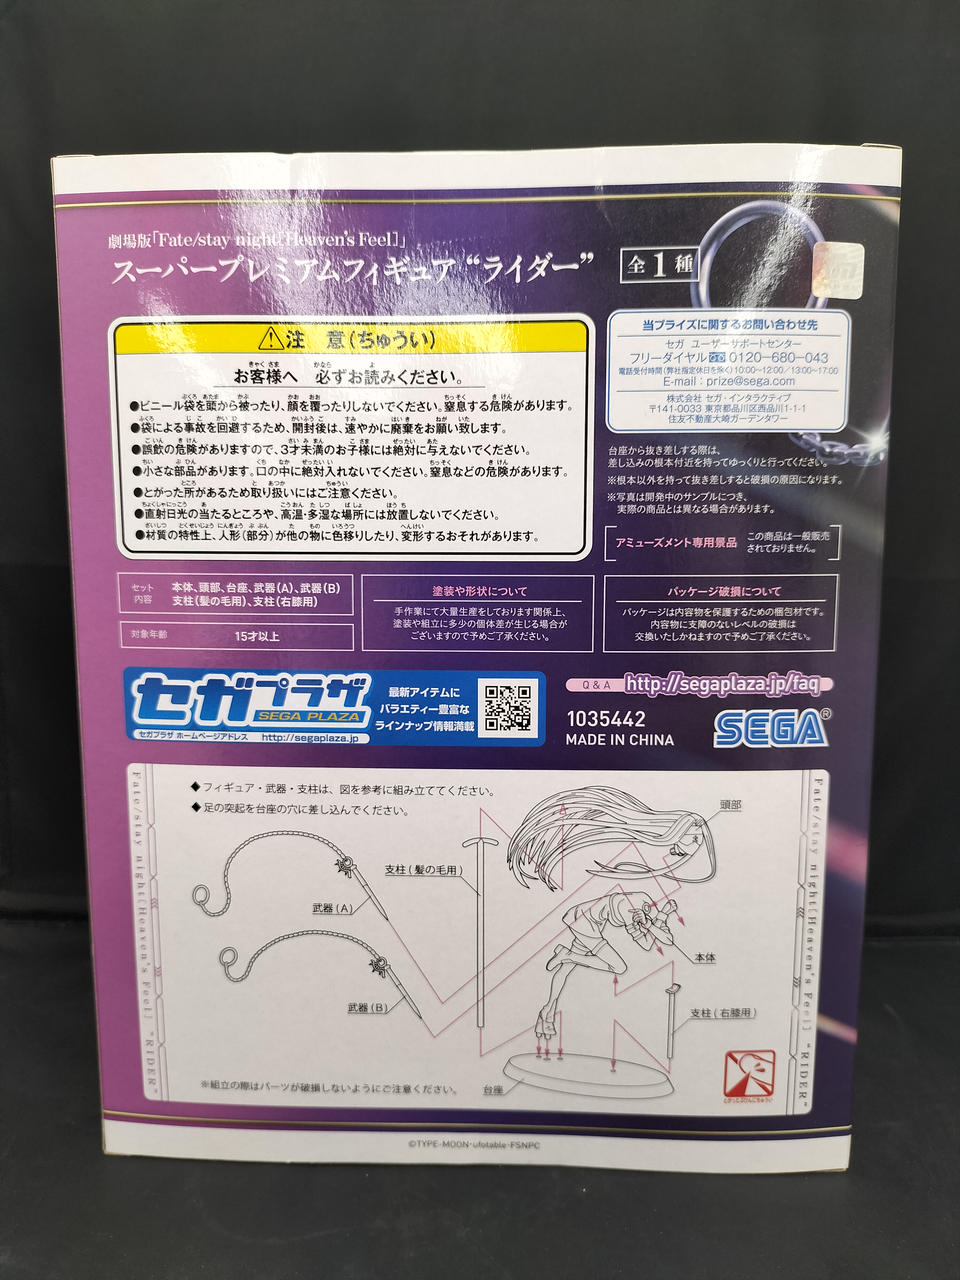 劇場版「Fate/stay night[Heaven's Feel]」
スーパープレミアムフィギュア“ライダー”
全1種
注 意(ちゅうい)
お客様へ 必ずお読みください。
●ビニール袋を頭から被ったり、顔を覆ったりしないでください。窒息する危険があります。
●袋による事故を回避するため、開封後は、速やかに廃棄をお願い致します。
●誤飲の危険がありますので、3才未満のお子様には絶対に与えないでください。
●小さな部品があります。口の中に絶対入れないでください。窒息などの危険があります。
●とがった所があるため取り扱いにはご注意ください。
●直射日光の当たるところや、高温・多湿な場所には放置しないでください。
●材質の特性上、人形(部分)が他の物に色移りしたり、変形するおそれがあります。
当プライズに関するお問い合わせ先
セガ ユーザーサポートセンター
フリーダイヤル 0120-680-043
電話受付時間(弊社指定休日を除く)10:00~12:00/13:00~17:00
E-mail:prize@sega.com
株式会社 セガ・インタラクティブ
〒141-0033 東京都品川区西品川1-1-1
住友不動産大崎ガーデンタワー
台座から抜き差しする際は、
差し込みの根本付近を持ってゆっくりと行ってください。
※根本以外を持って抜き差しすると破損の原因になります。
※写真は開発中のサンプルにつき、
実際の商品とは異なる場合があります。
アミューズメント専用景品
この商品は一般販売
されておりません。
セット
内容
本体、頭部、台座、武器(A)、武器(B)
支柱(髪の毛用)、支柱(右膝用)
対象年齢
15才以上
塗装や形状について
手作業にて大量生産をしております関係上、
塗装や組立に多少の個体差が生じる場合が
ございますので予めご了承ください。
パッケージ破損について
パッケージは内容物を保護するための梱包材です。
内容物に支障のないレベルの破損は
交換いたしかねますので予めご了承ください。
セガプラザ
SEGA PLAZA
セガプラザ ホームページアドレス http://segaplaza.jp
最新アイテムに
バラエティー豊富な
ラインナップ情報満載
Q&A http://segaplaza.jp/faq
1035442
MADE IN CHINA
SEGA®
◆フィギュア・武器・支柱は、図を参考に組み立ててください。
◆足の突起を台座の穴に差し込んでください。
Fate/stay night[Heaven's Feel] "RIDER"
頭部
支柱(髪の毛用)
武器(A)
本体
武器(B)
支柱(右膝用)
台座
※組立の際はパーツが破損しないようにご注意ください。
Fate/stay night[Heaven's Feel] "RIDER"
©TYPE-MOON・ufotable・FSNPC